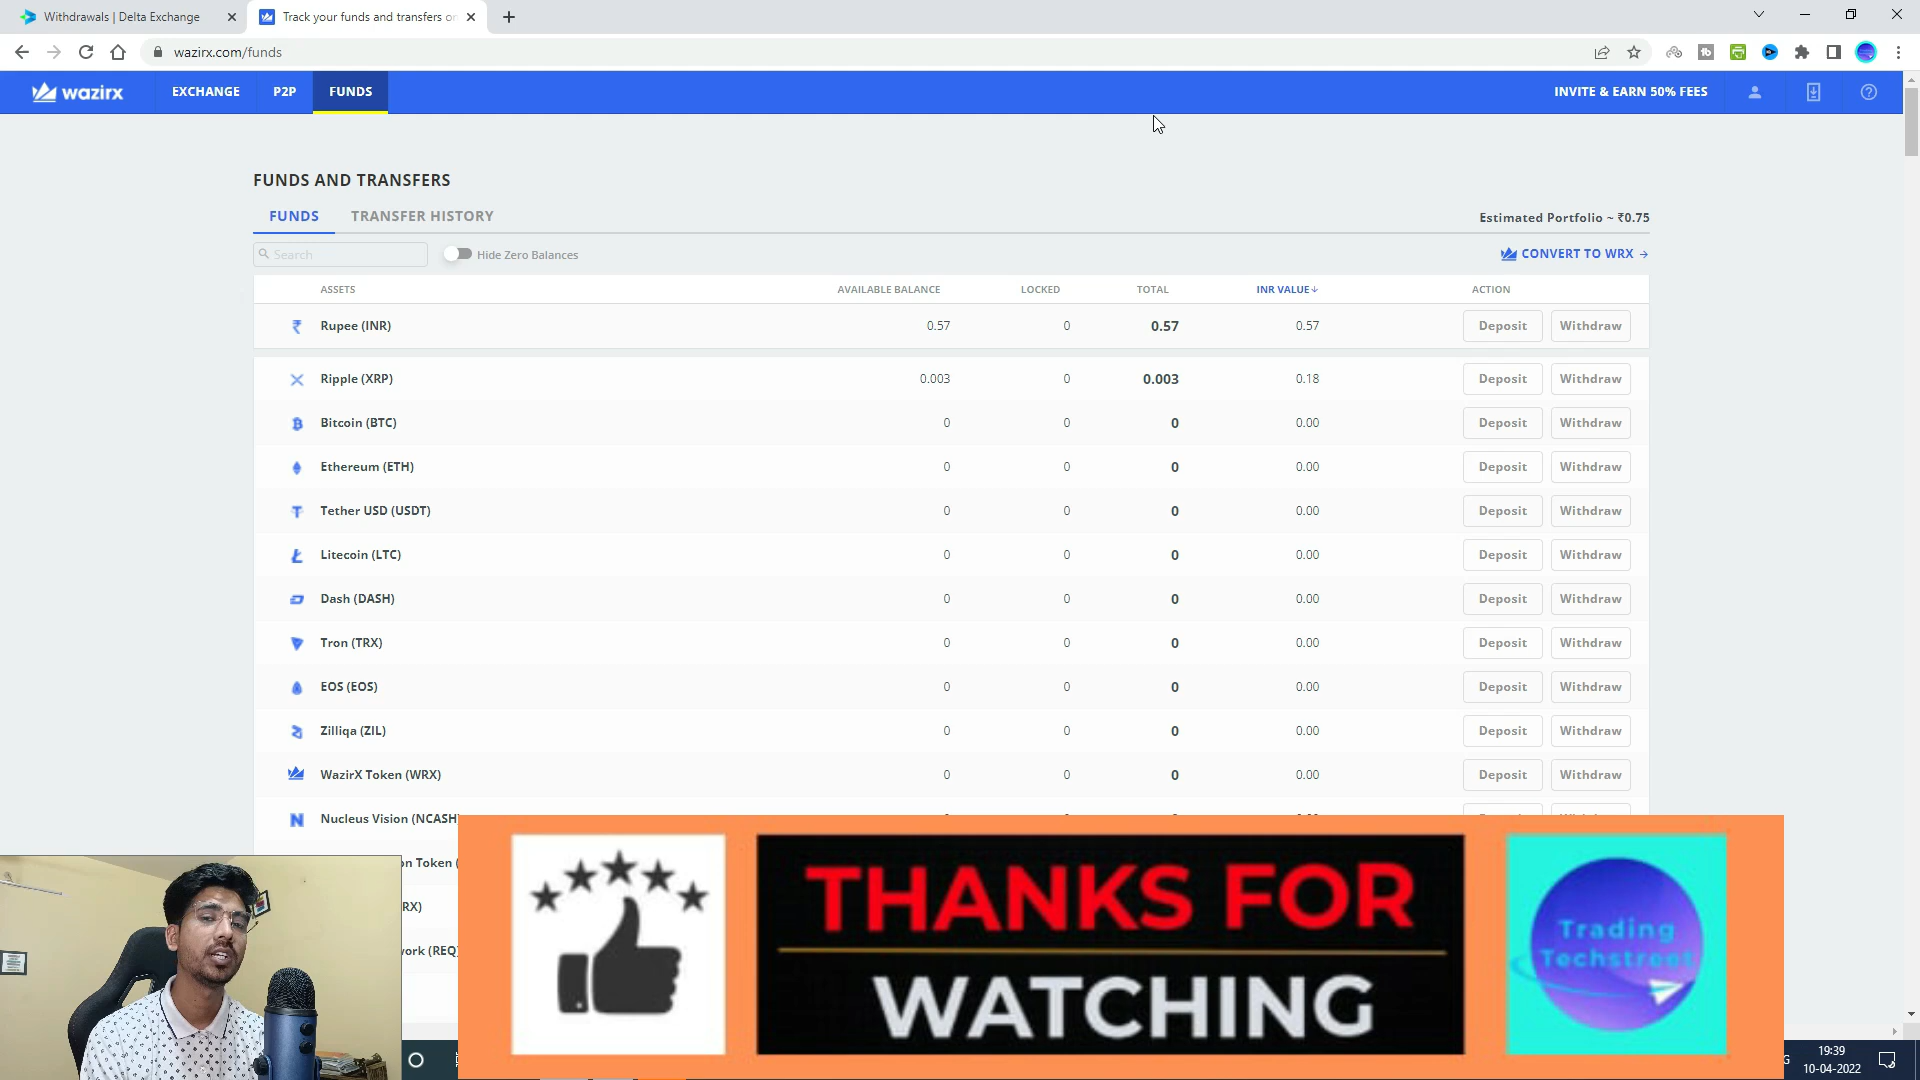 Withdrawals | Delta Exchange
Track your funds and transfers on
wazirx.com/funds
wazirx
EXCHANGE
P2P
FUNDS
INVITE & EARN 50% FEES
FUNDS AND TRANSFERS
FUNDS
TRANSFER HISTORY
Estimated Portfolio ~ ₹0.75
Search
Hide Zero Balances
CONVERT TO WRX →
ASSETS AVAILABLE BALANCE LOCKED TOTAL INR VALUE↓ ACTION
Rupee (INR) 0.57 0 0.57 0.57 Deposit Withdraw
Ripple (XRP) 0.003 0 0.003 0.18 Deposit Withdraw
Bitcoin (BTC) 0 0 0 0.00 Deposit Withdraw
Ethereum (ETH) 0 0 0 0.00 Deposit Withdraw
Tether USD (USDT) 0 0 0 0.00 Deposit Withdraw
Litecoin (LTC) 0 0 0 0.00 Deposit Withdraw
Dash (DASH) 0 0 0 0.00 Deposit Withdraw
Tron (TRX) 0 0 0 0.00 Deposit Withdraw
EOS (EOS) 0 0 0 0.00 Deposit Withdraw
Zilliqa (ZIL) 0 0 0 0.00 Deposit Withdraw
WazirX Token (WRX) 0 0 0 0.00 Deposit Withdraw
Nucleus Vision (NCASH)
on Token (
RX)
work (REQ)
THANKS FOR
WATCHING
Trading
Techstreet
19:39
10-04-2022